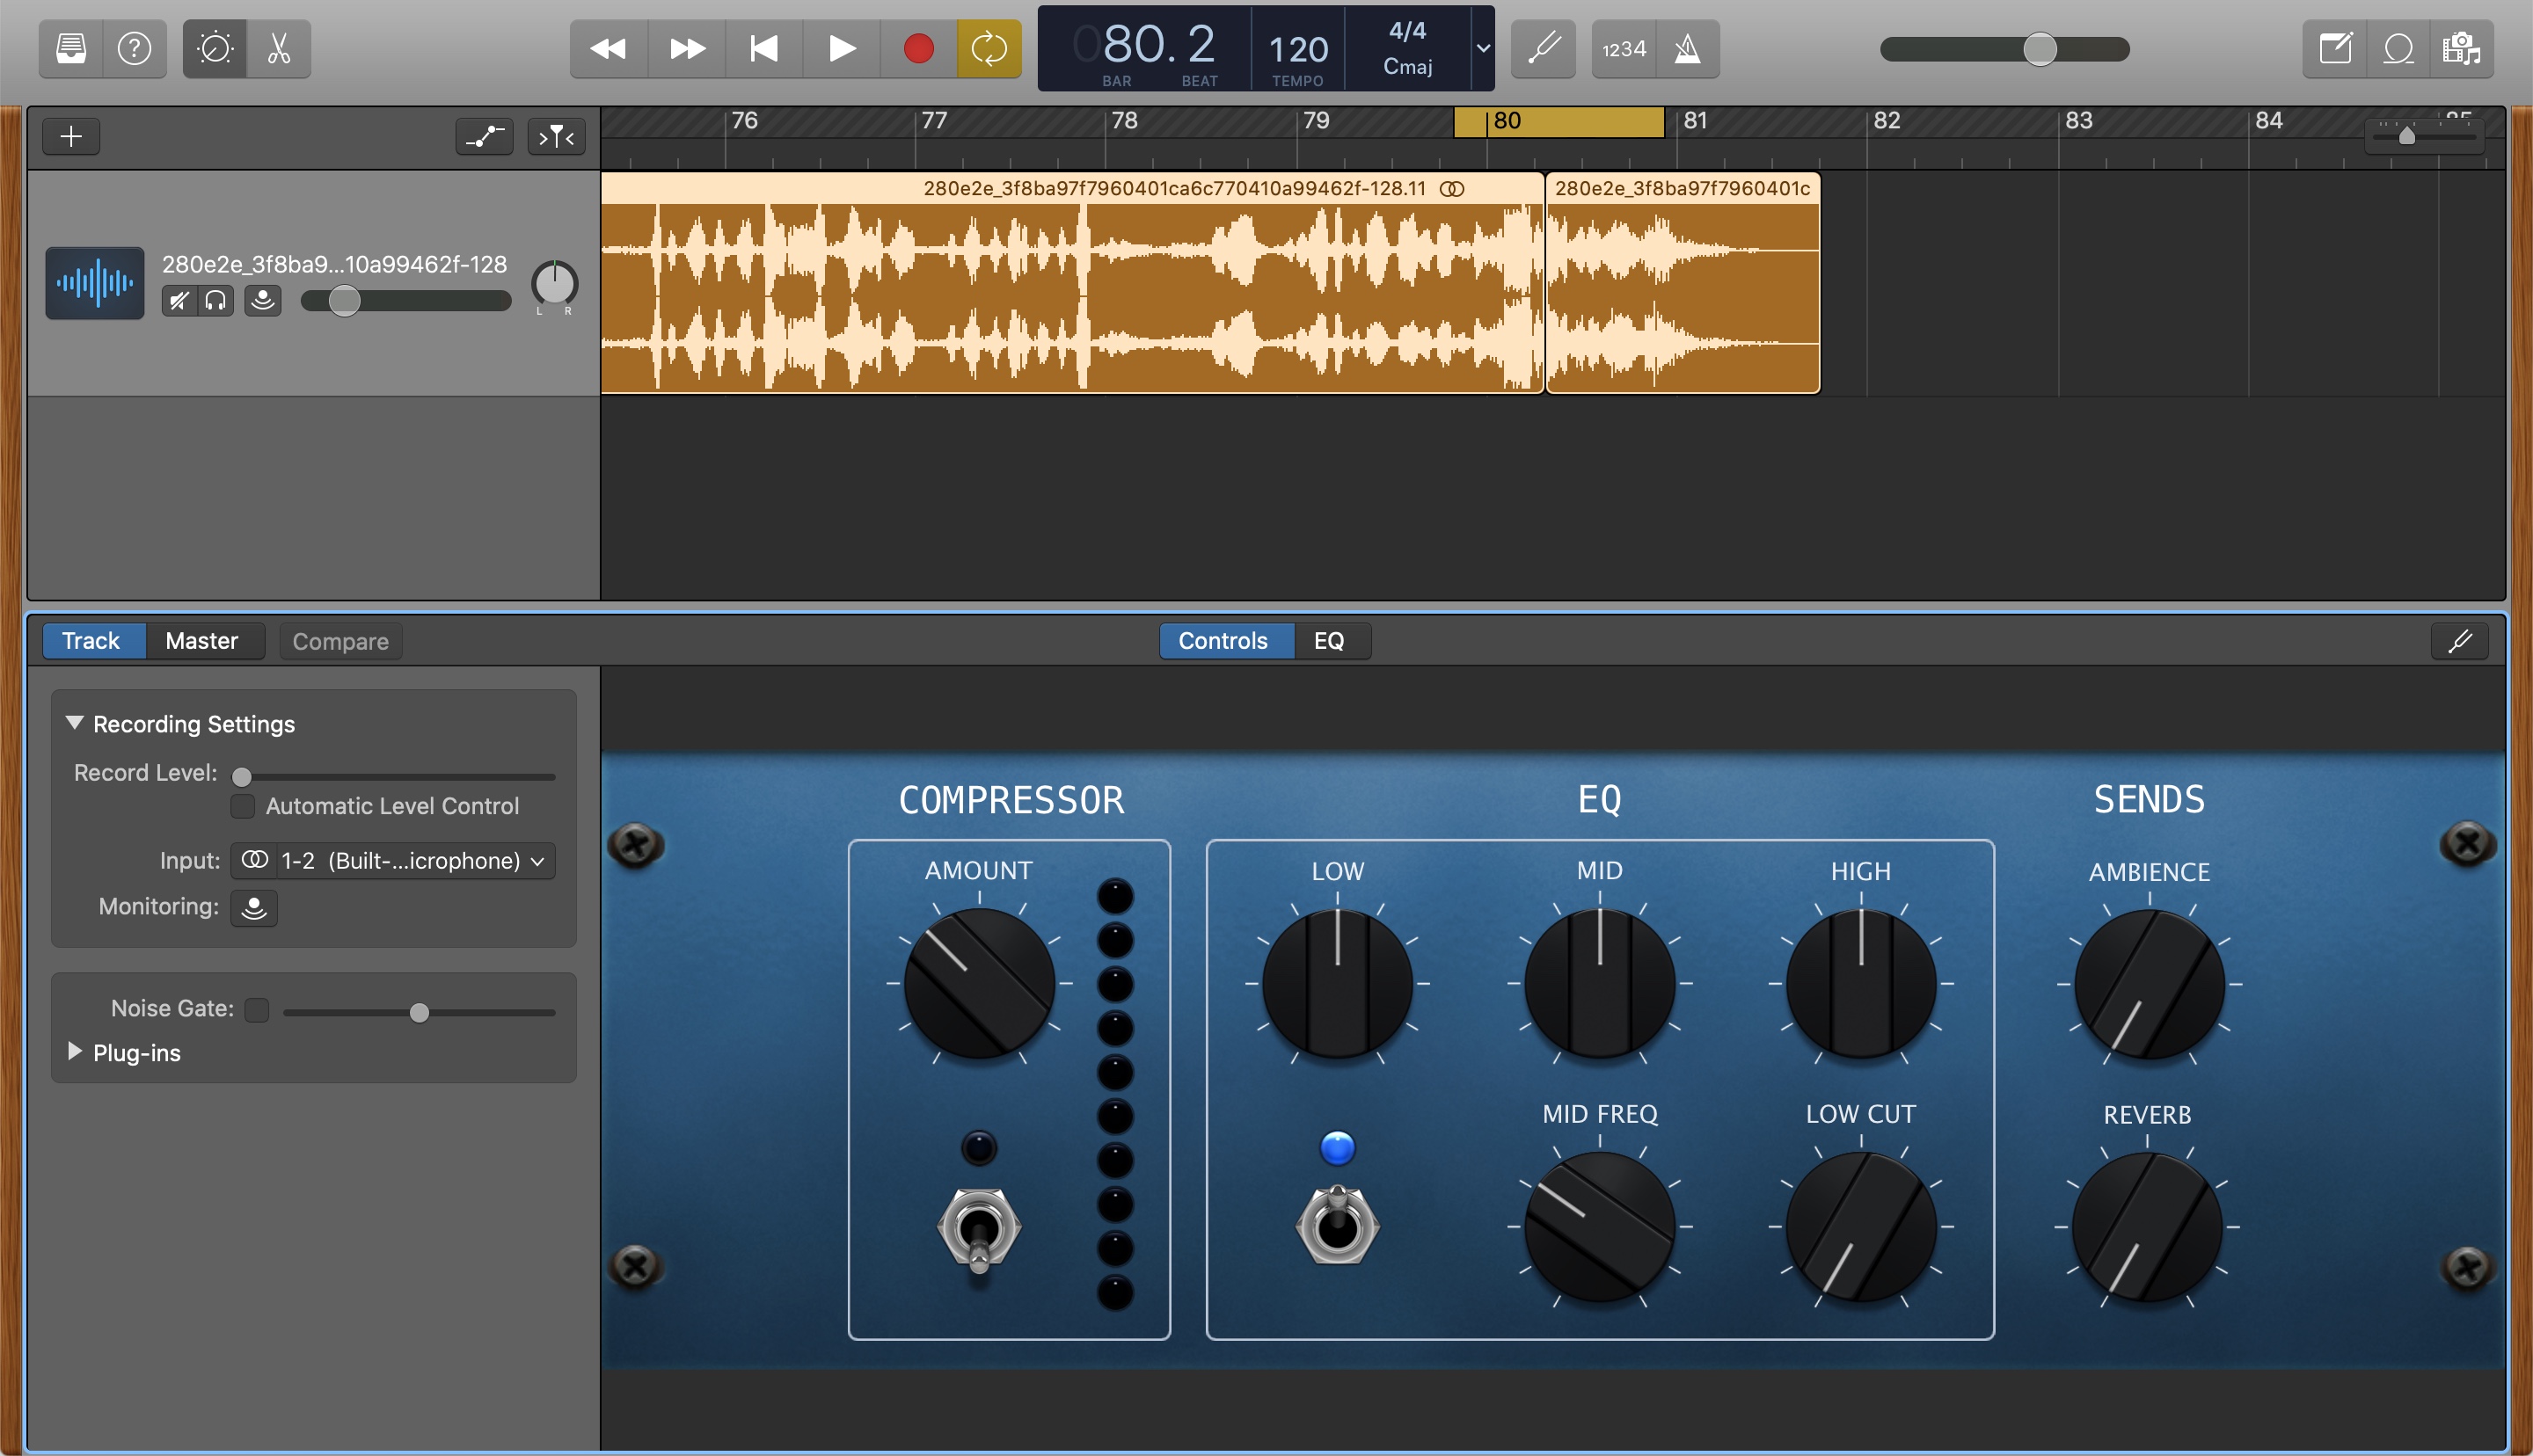 ?
080.2
BAR
BEAT
120
TEMPO
4/4
Cmaj
1234
76
77
78
79
80
81
82
83
84
280e2e_3f8ba97f7960401ca6c770410a99462f-128.11
280e2e_3f8ba97f7960401c
280e2e_3f8ba9...10a99462f-128
L
R
Track
Master
Compare
Controls
EQ
Recording Settings
Record Level:
Automatic Level Control
Input:
1-2 (Built-...icrophone)
Monitoring:
Noise Gate:
Plug-ins
COMPRESSOR
EQ
SENDS
AMOUNT
LOW
MID
HIGH
AMBIENCE
MID FREQ
LOW CUT
REVERB